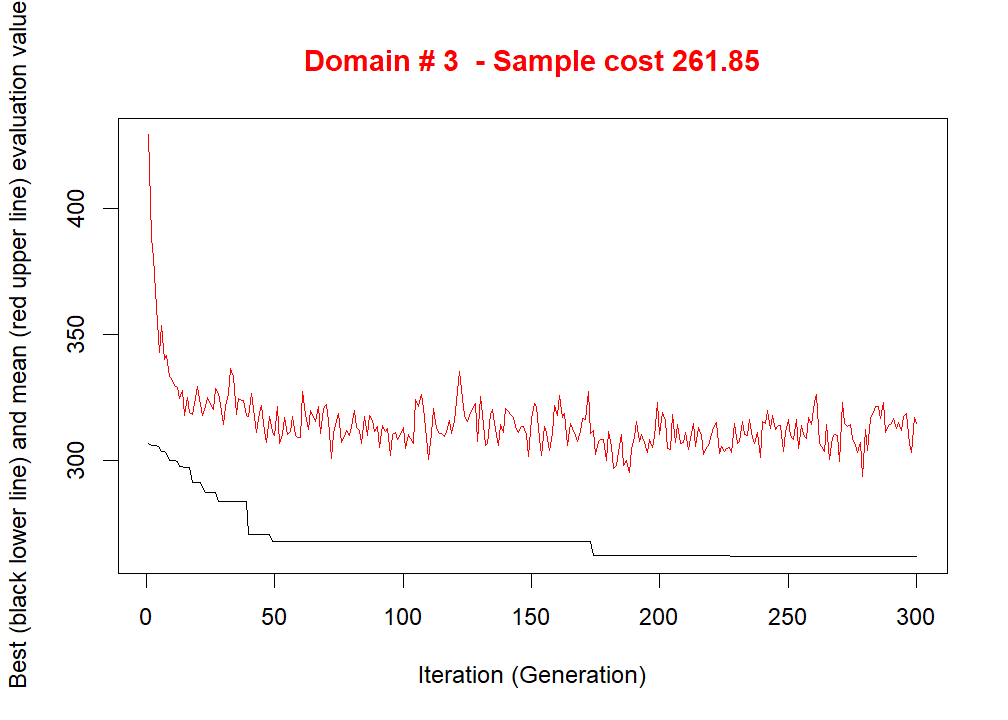 Domain # 3  - Sample cost 261.85
Best (black lower line) and mean (red upper line) evaluation value
400
350
300
0 50 100 150 200 250 300
Iteration (Generation)